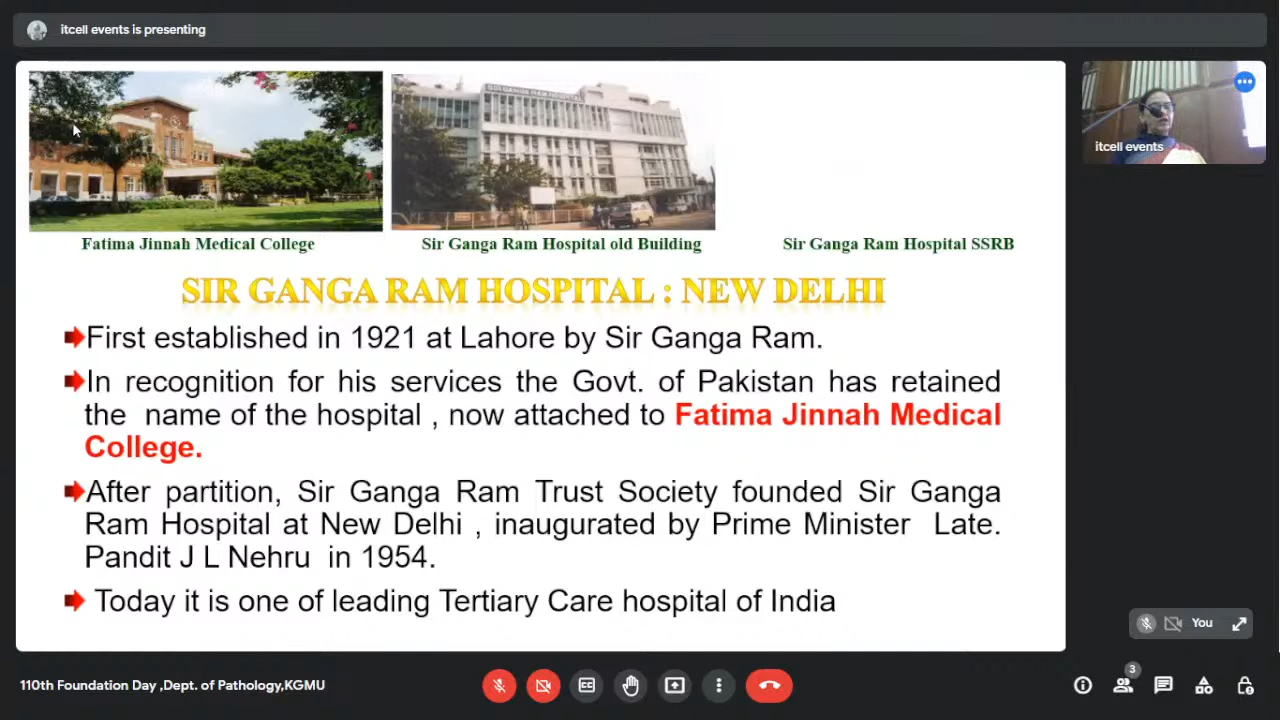 itcell events is presenting
SIR GANGA RAM HOSPITAL
itcell events
Fatima Jinnah Medical College
Sir Ganga Ram Hospital old Building
Sir Ganga Ram Hospital SSRB
SIR GANGA RAM HOSPITAL : NEW DELHI
First established in 1921 at Lahore by Sir Ganga Ram.
In recognition for his services the Govt. of Pakistan has retained
the name of the hospital , now attached to Fatima Jinnah Medical
College.
After partition, Sir Ganga Ram Trust Society founded Sir Ganga
Ram Hospital at New Delhi , inaugurated by Prime Minister Late.
Pandit J L Nehru in 1954.
Today it is one of leading Tertiary Care hospital of India
You
110th Foundation Day ,Dept. of Pathology,KGMU
CC
3